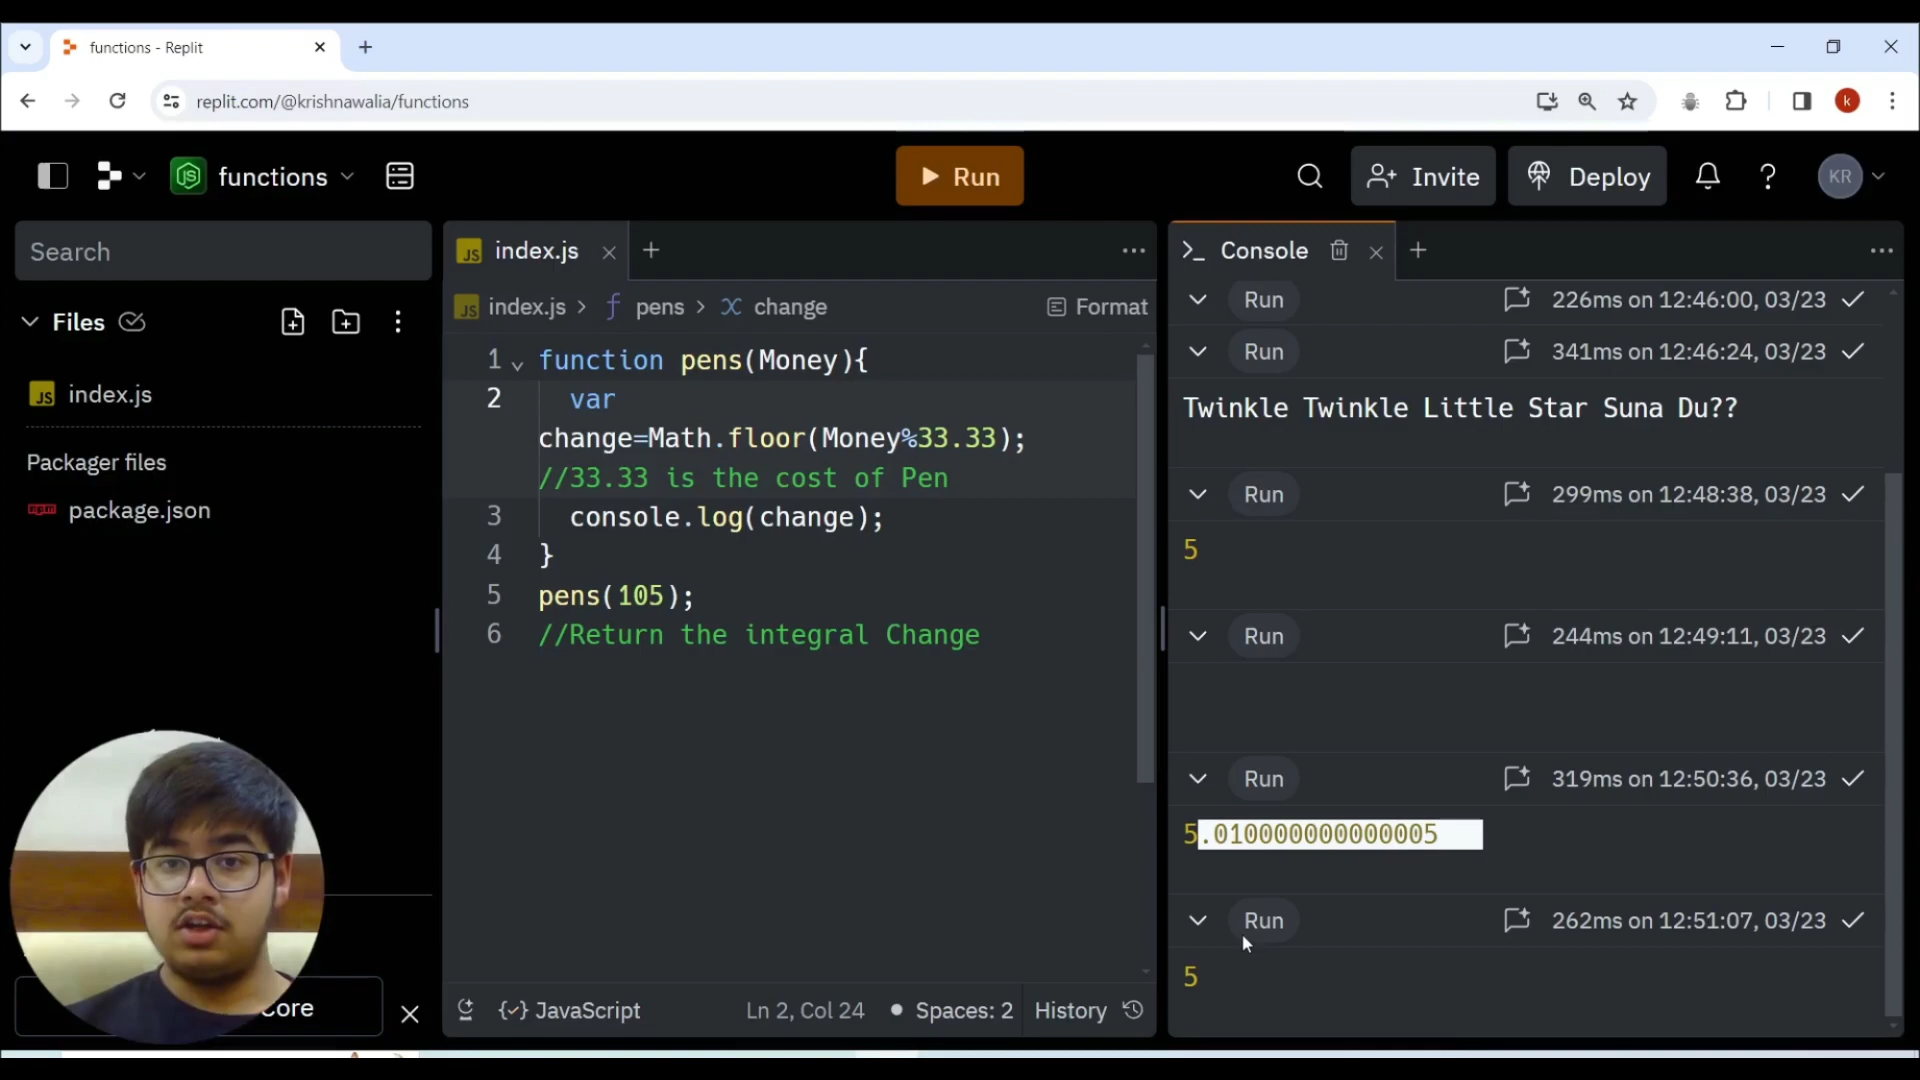 functions - Replit
replit.com/@krishnawalia/functions
k
functions
Run
Invite
Deploy
KR
Search
JS index.js
Console
JS index.js > pens > change
Format
Files
JS index.js
Packager files
package.json
1 function pens(Money){
2 var
change=Math.floor(Money%33.33);
//33.33 is the cost of Pen
3 console.log(change);
4 }
5 pens(105);
6 //Return the integral Change
Run 226ms on 12:46:00, 03/23
Run 341ms on 12:46:24, 03/23
Twinkle Twinkle Little Star Suna Du??
Run 299ms on 12:48:38, 03/23
5
Run 244ms on 12:49:11, 03/23
Run 319ms on 12:50:36, 03/23
5.010000000000005
Run 262ms on 12:51:07, 03/23
5
Core
JavaScript
Ln 2, Col 24
Spaces: 2
History